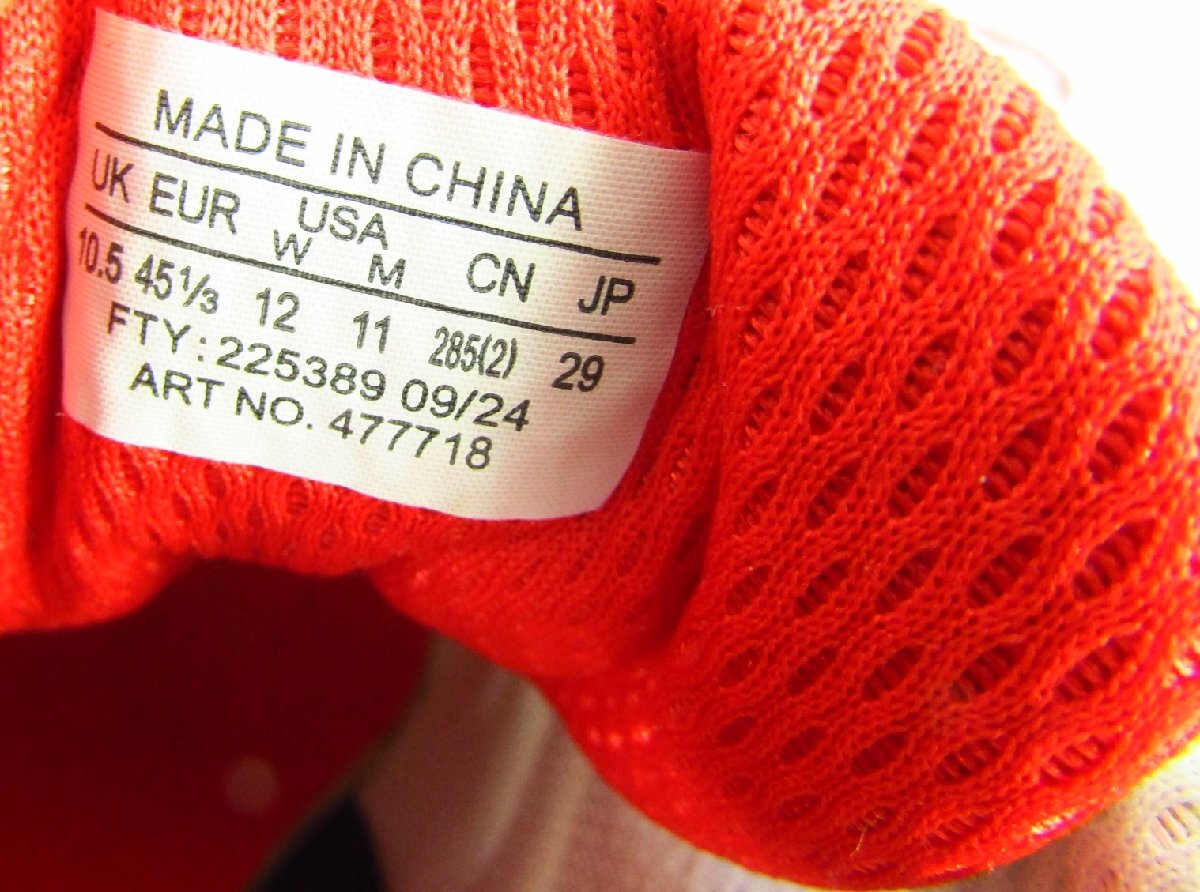 MADE IN CHINA
UK EUR USA CN JP
W M
10.5 45⅓ 12 11 285(2) 29
FTY: 225389 09/24
ART NO. 477718